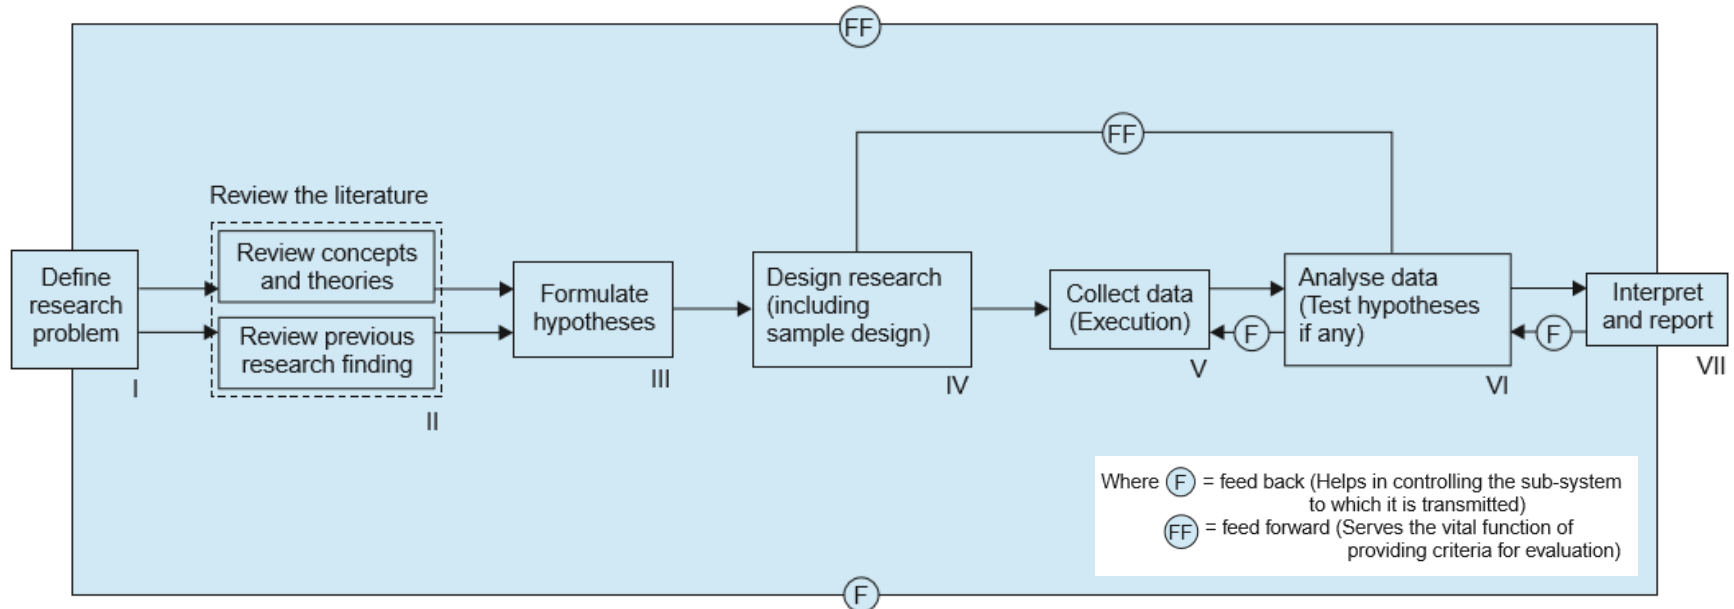 FF
FF
Review the literature
Define
research
problem
I
Review concepts
and theories
Review previous
research finding
II
Formulate
hypotheses
III
Design research
(including
sample design)
IV
Collect data
(Execution)
V
F
Analyse data
(Test hypotheses
if any)
VI
F
Interpret
and report
VII
Where F = feed back (Helps in controlling the sub-system
to which it is transmitted)
FF = feed forward (Serves the vital function of
providing criteria for evaluation)
F